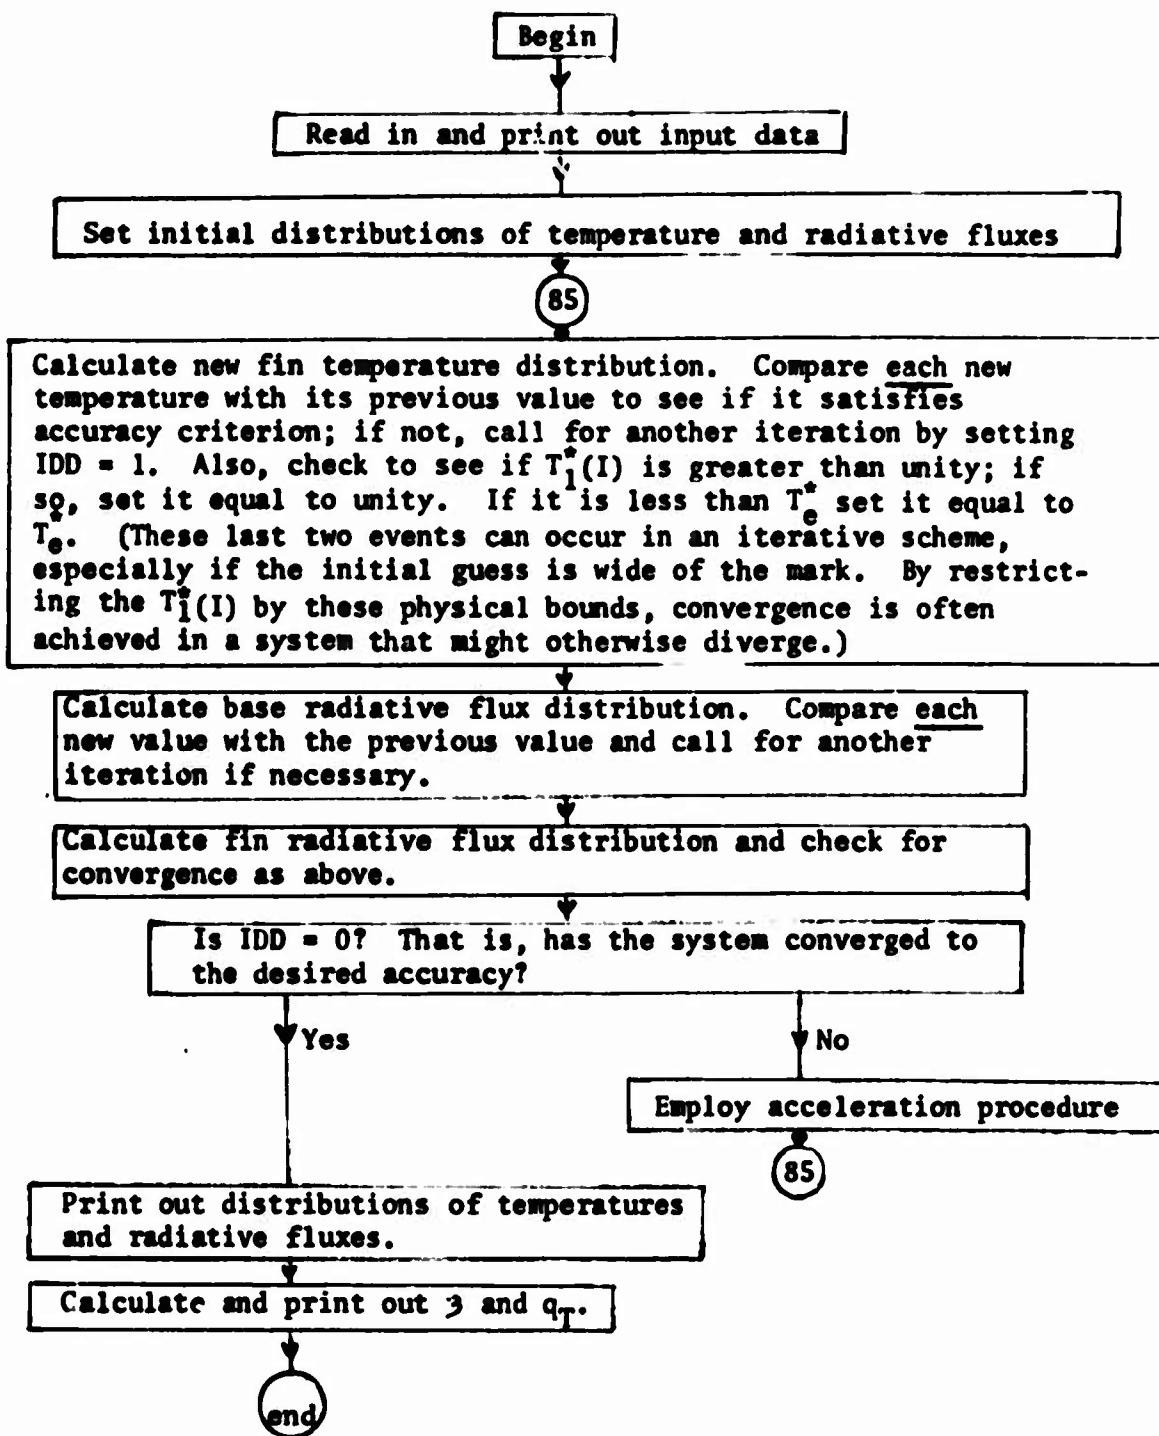 Begin
Read in and print out input data
Set initial distributions of temperature and radiative fluxes
85
Calculate new fin temperature distribution. Compare each new
temperature with its previous value to see if it satisfies
accuracy criterion; if not, call for another iteration by setting
IDD = 1. Also, check to see if T*1(I) is greater than unity; if
so, set it equal to unity. If it is less than T*e set it equal to
T*e. (These last two events can occur in an iterative scheme,
especially if the initial guess is wide of the mark. By restrict-
ing the T*1(I) by these physical bounds, convergence is often
achieved in a system that might otherwise diverge.)
Calculate base radiative flux distribution. Compare each
new value with the previous value and call for another
iteration if necessary.
Calculate fin radiative flux distribution and check for
convergence as above.
Is IDD = 0? That is, has the system converged to
the desired accuracy?
Yes
No
Employ acceleration procedure
85
Print out distributions of temperatures
and radiative fluxes.
Calculate and print out and qT.
end